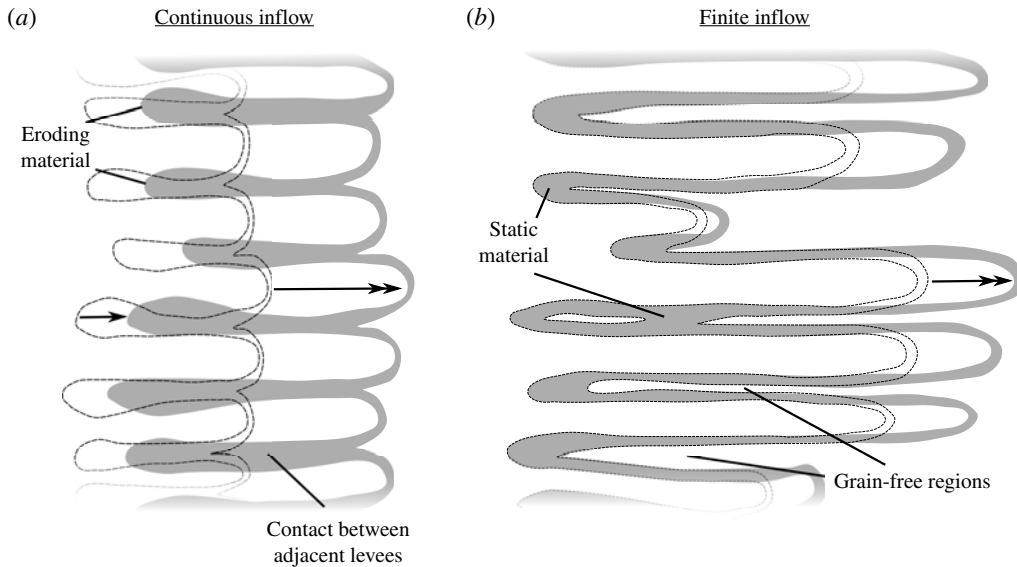 (a)
Continuous inflow
Eroding
material
Contact between
adjacent levees
(b)
Finite inflow
Static
material
Grain-free regions